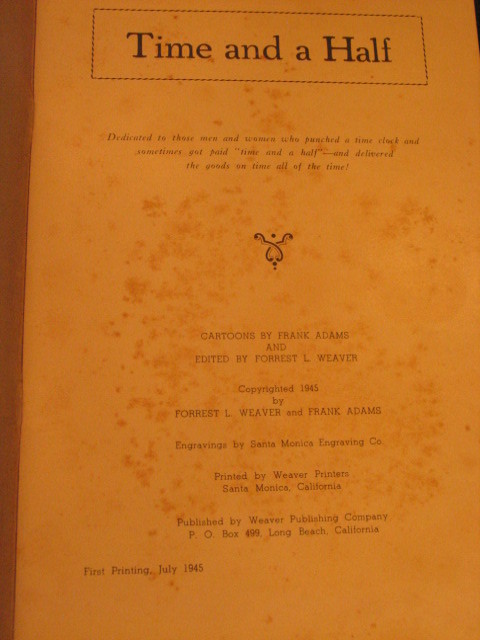 Time and a Half
Dedicated to those men and women who punched a time clock and
sometimes got paid "time and a half"—and delivered
the goods on time all of the time!
CARTOONS BY FRANK ADAMS
AND
EDITED BY FORREST L. WEAVER
Copyrighted 1945
by
FORREST L. WEAVER and FRANK ADAMS
Engravings by Santa Monica Engraving Co.
Printed by Weaver Printers
Santa Monica, California
Published by Weaver Publishing Company
P. O. Box 499, Long Beach, California
First Printing, July 1945